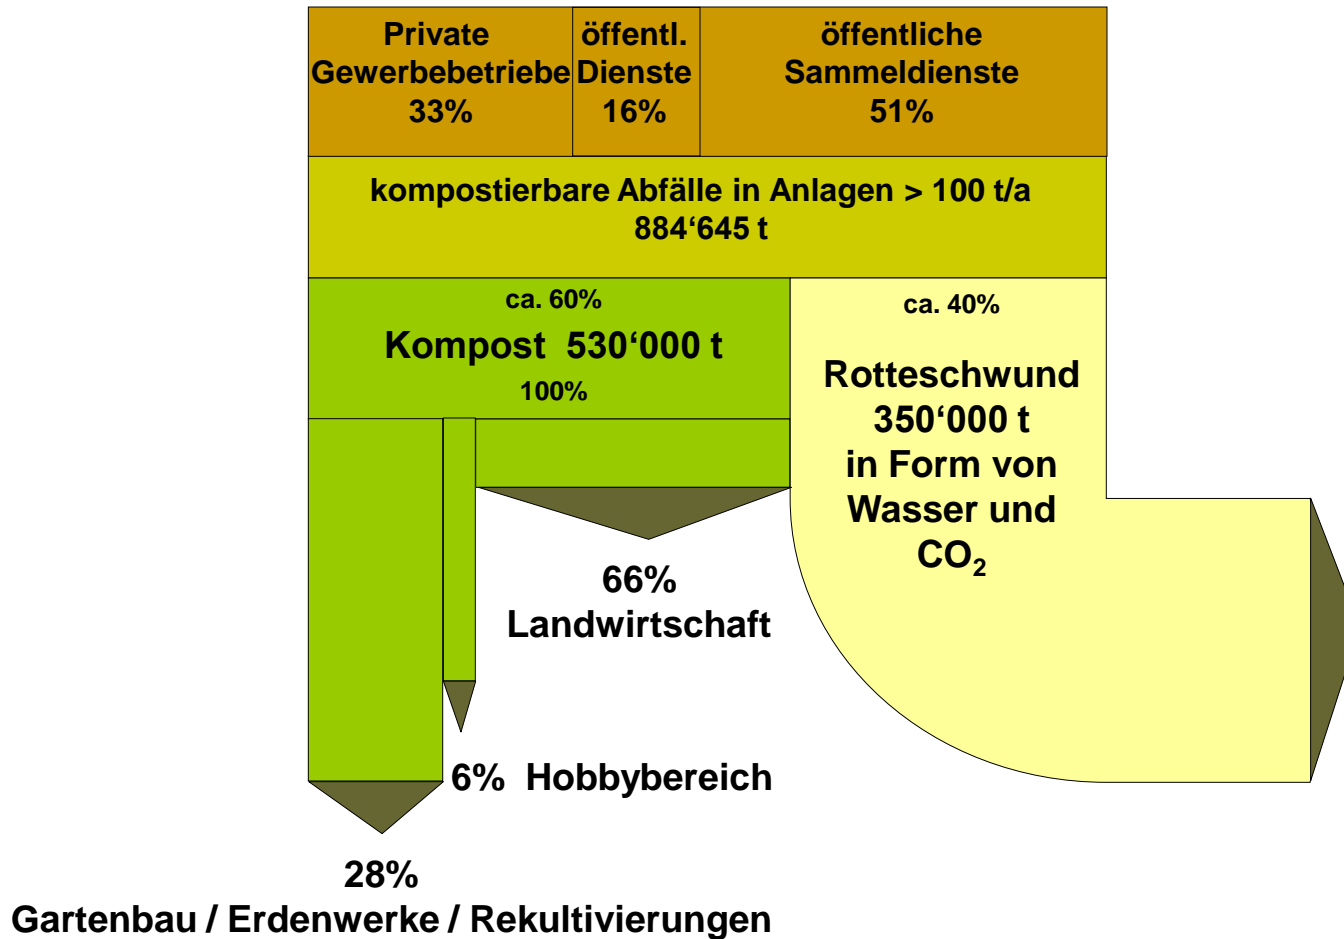 Private
Gewerbebetriebe
33%
öffentl.
Dienste
16%
öffentliche
Sammeldienste
51%
kompostierbare Abfälle in Anlagen > 100 t/a
884‘645 t
ca. 60%
Kompost 530‘000 t
100%
ca. 40%
Rotteschwund
350‘000 t
in Form von
Wasser und
CO₂
66%
Landwirtschaft
6% Hobbybereich
28%
Gartenbau / Erdenwerke / Rekultivierungen